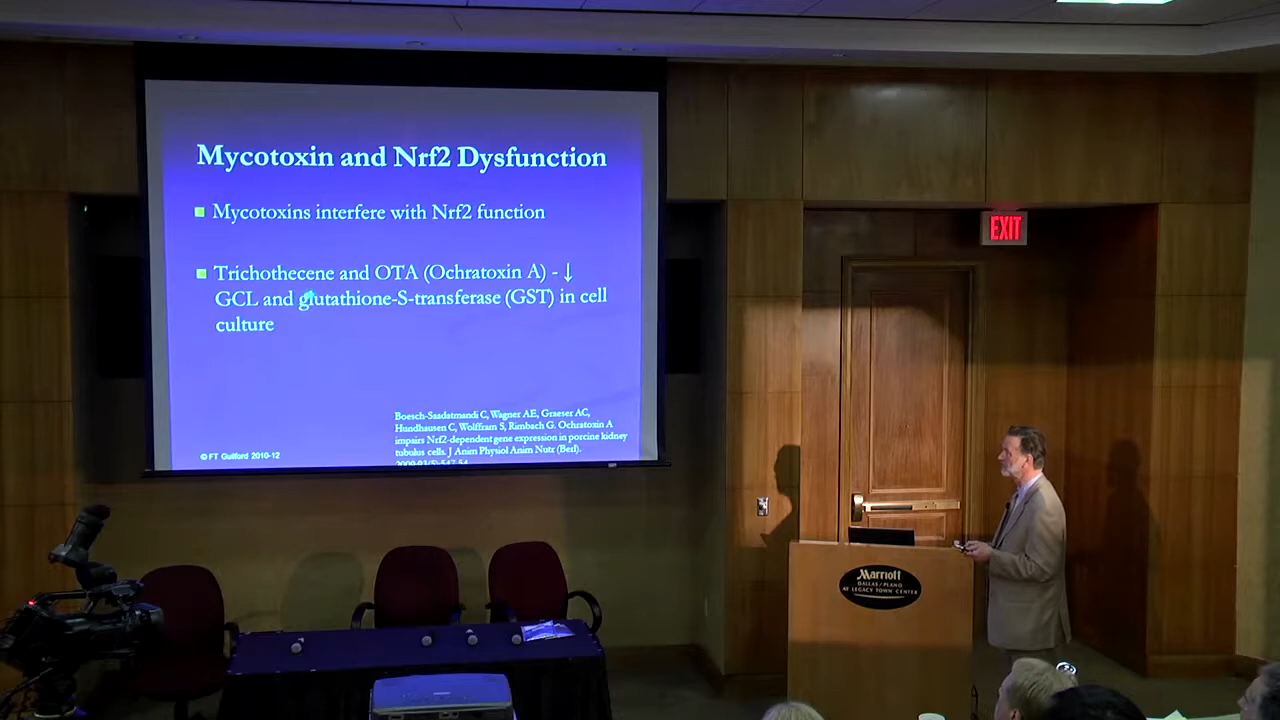 Mycotoxin and Nrf2 Dysfunction
Mycotoxins interfere with Nrf2 function
Trichothecene and OTA (Ochratoxin A) - ↓
GCL and glutathione-S-transferase (GST) in cell
culture
Boesch-Saadatmandi C, Wagner AE, Graeser AC,
Hundhausen C, Wolffram S, Rimbach G. Ochratoxin A
impairs Nrf2-dependent gene expression in porcine kidney
tubulus cells. J Anim Physiol Anim Nutr (Berl).
© FT Guilford 2010-12
EXIT
Marriott
DALLAS/PLANO
AT LEGACY TOWN CENTER